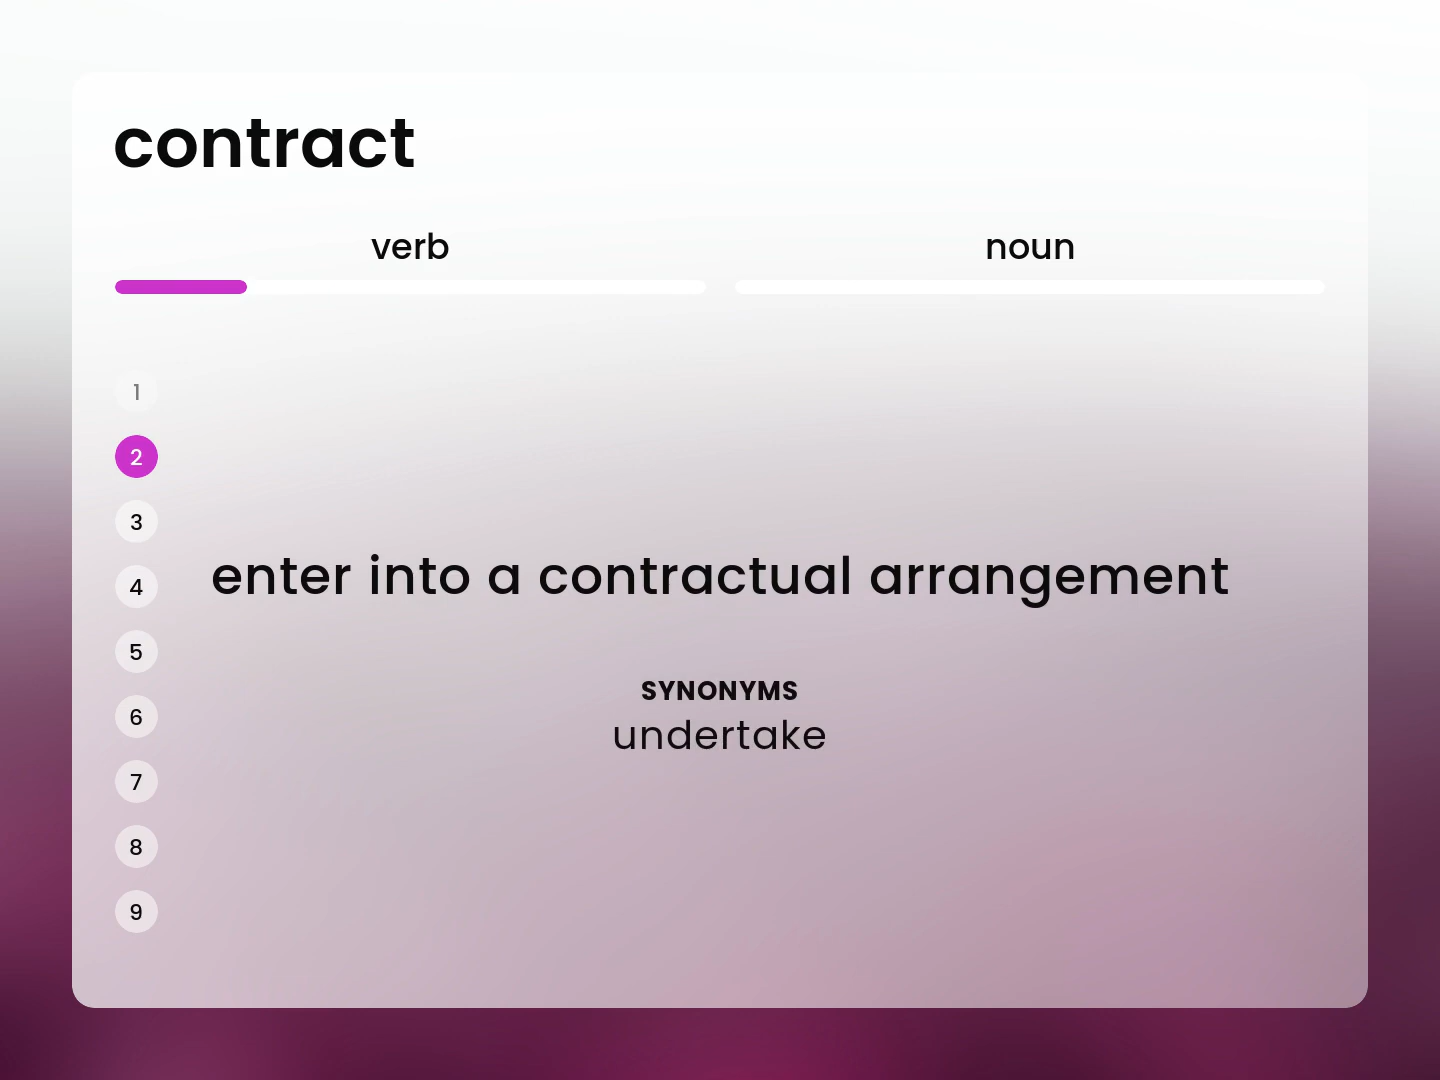 contract
verb
noun
1
2
3
4
5
6
7
8
9
enter into a contractual arrangement
SYNONYMS
undertake